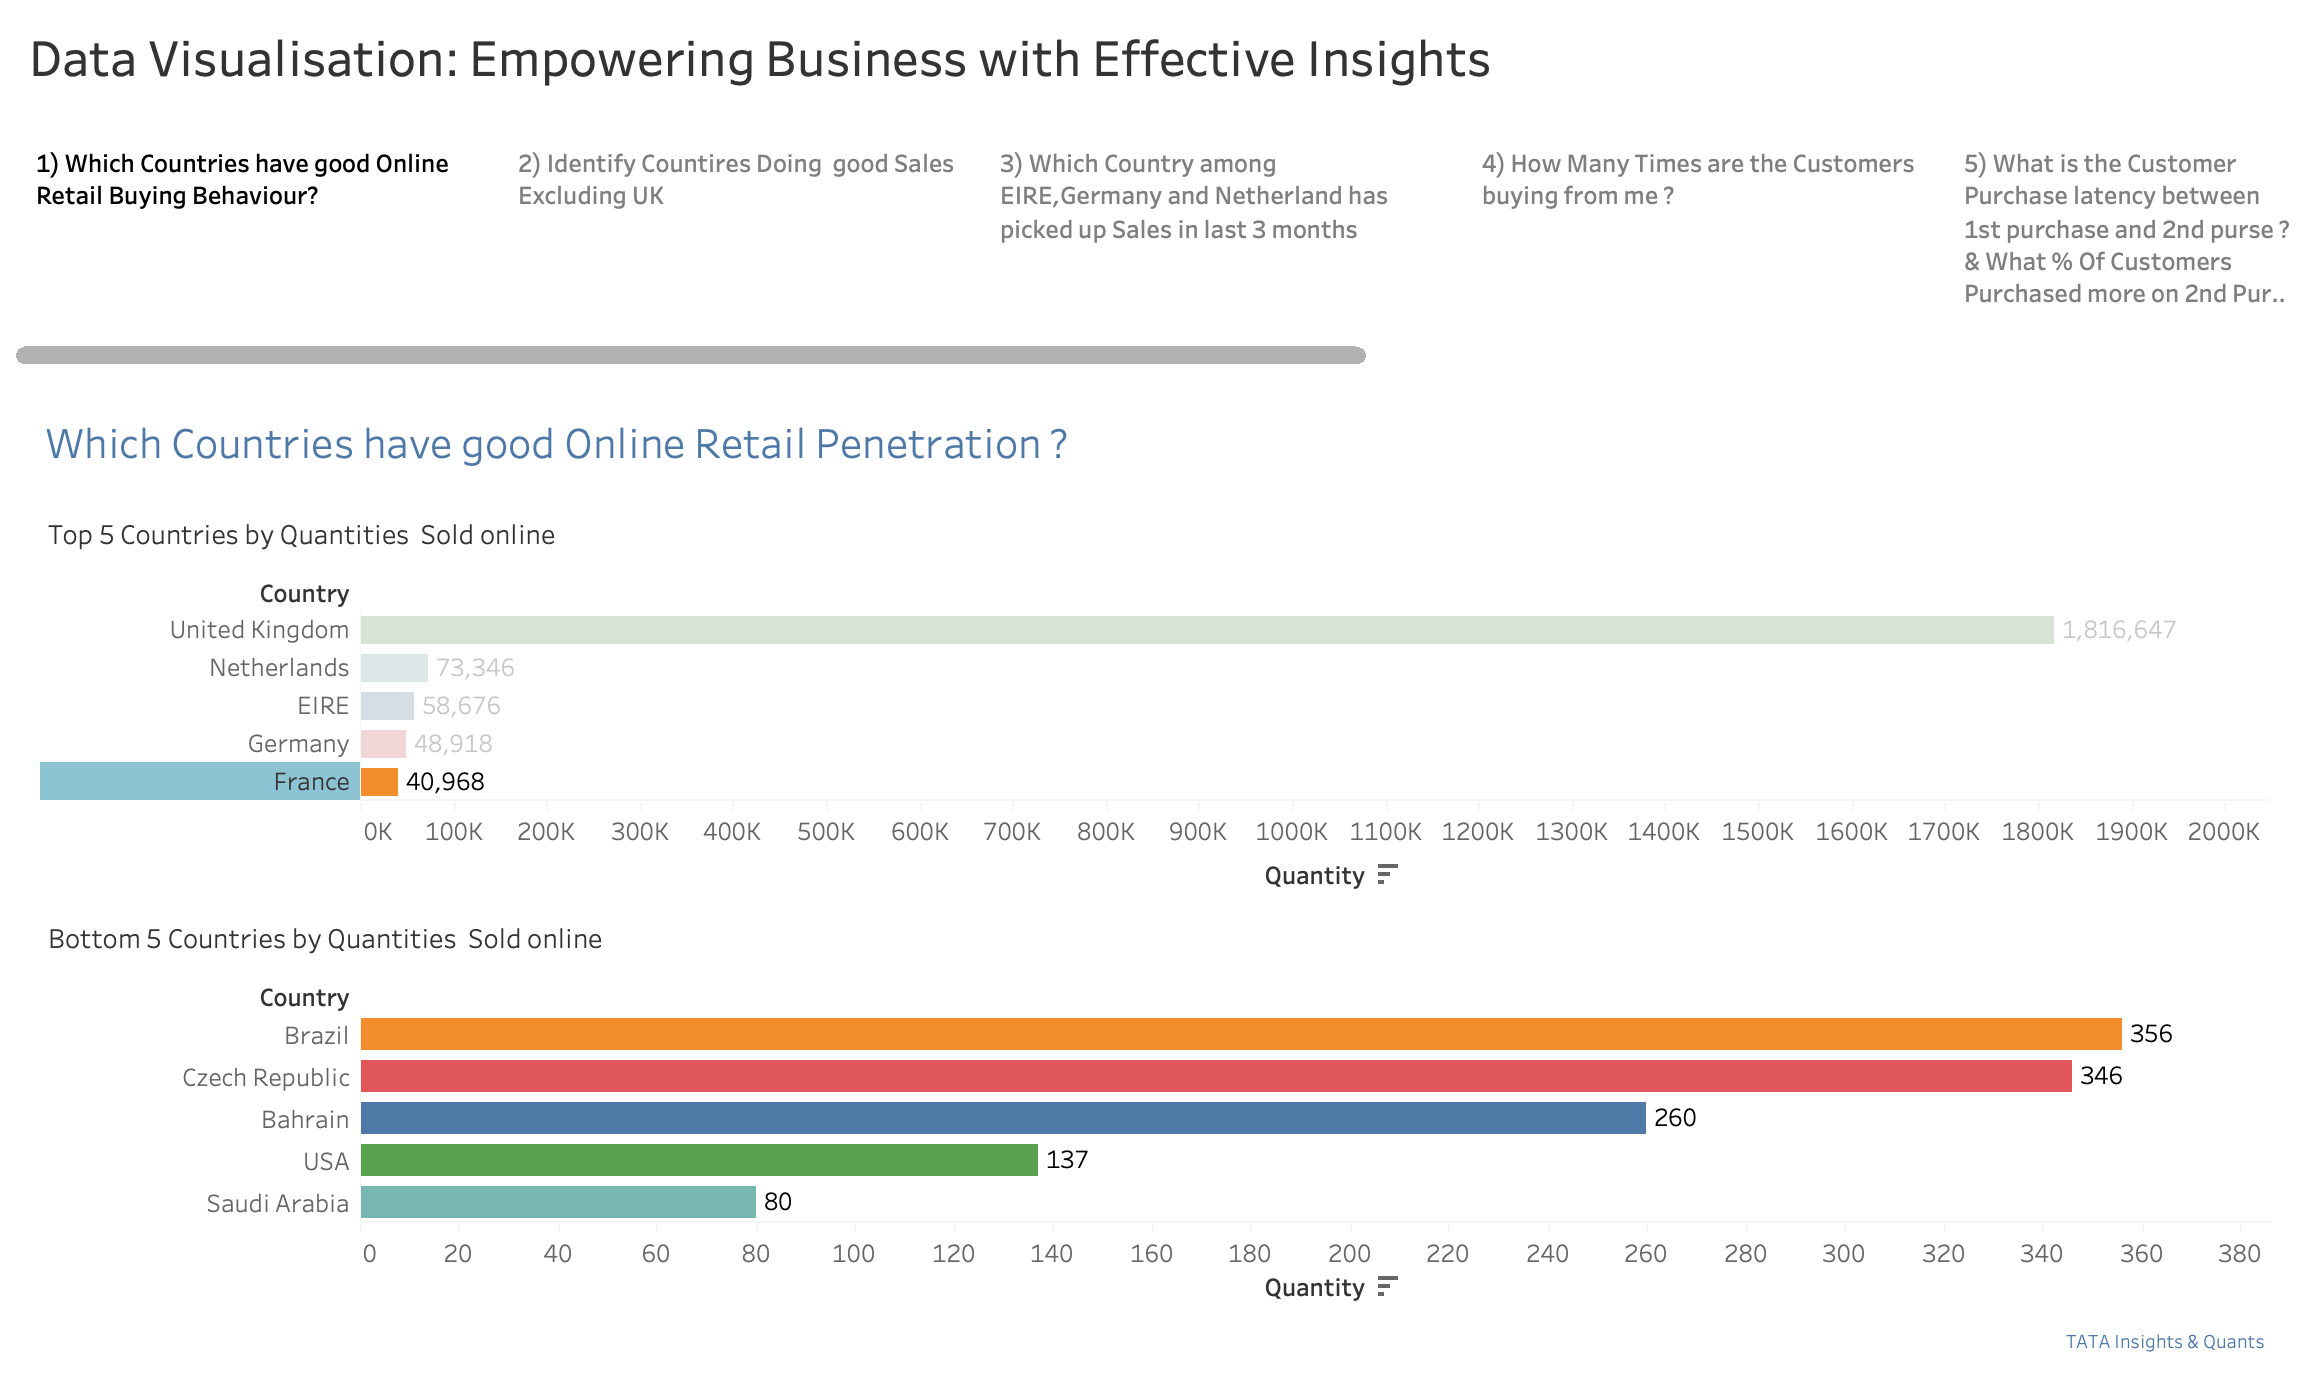 Data Visualisation: Empowering Business with Effective Insights
1) Which Countries have good Online
Retail Buying Behaviour?
2) Identify Countires Doing  good Sales
Excluding UK
3) Which Country among
EIRE,Germany and Netherland has
picked up Sales in last 3 months
4) How Many Times are the Customers
buying from me ?
5) What is the Customer
Purchase latency between
1st purchase and 2nd purse ?
& What % Of Customers
Purchased more on 2nd Pur..
Which Countries have good Online Retail Penetration ?
Top 5 Countries by Quantities  Sold online
Country
United Kingdom 1,816,647
Netherlands 73,346
EIRE 58,676
Germany 48,918
France 40,968
0K 100K 200K 300K 400K 500K 600K 700K 800K 900K 1000K 1100K 1200K 1300K 1400K 1500K 1600K 1700K 1800K 1900K 2000K
Quantity
Bottom 5 Countries by Quantities  Sold online
Country
Brazil 356
Czech Republic 346
Bahrain 260
USA 137
Saudi Arabia 80
0 20 40 60 80 100 120 140 160 180 200 220 240 260 280 300 320 340 360 380
Quantity
TATA Insights & Quants